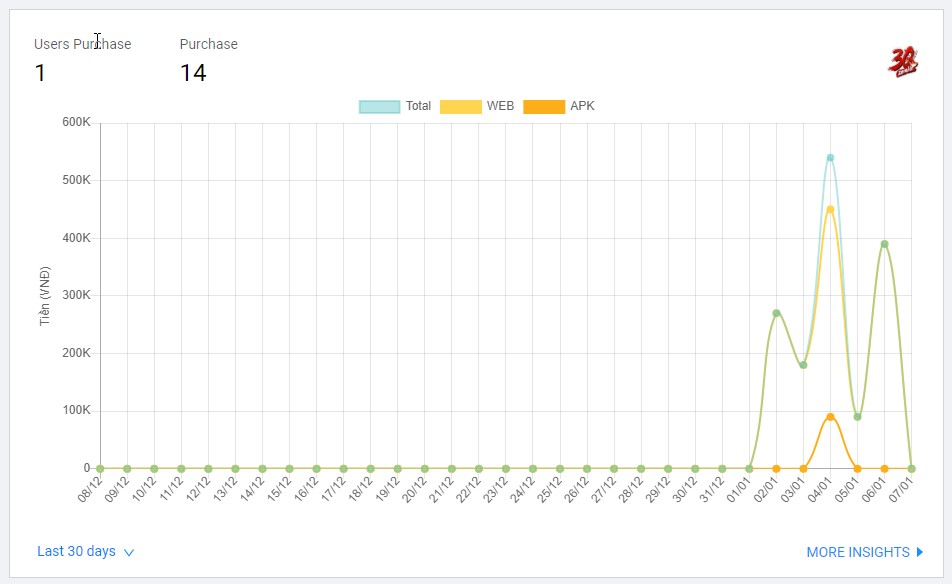 Users Purchase Purchase
1 14
Total WEB APK
600K
500K
400K
300K
200K
100K
0
Tiền (VNĐ)
08/12 09/12 10/12 11/12 12/12 13/12 14/12 15/12 16/12 17/12 18/12 19/12 20/12 21/12 22/12 23/12 24/12 25/12 26/12 27/12 28/12 29/12 30/12 31/12 01/01 02/01 03/01 04/01 05/01 06/01 07/01
Last 30 days MORE INSIGHTS